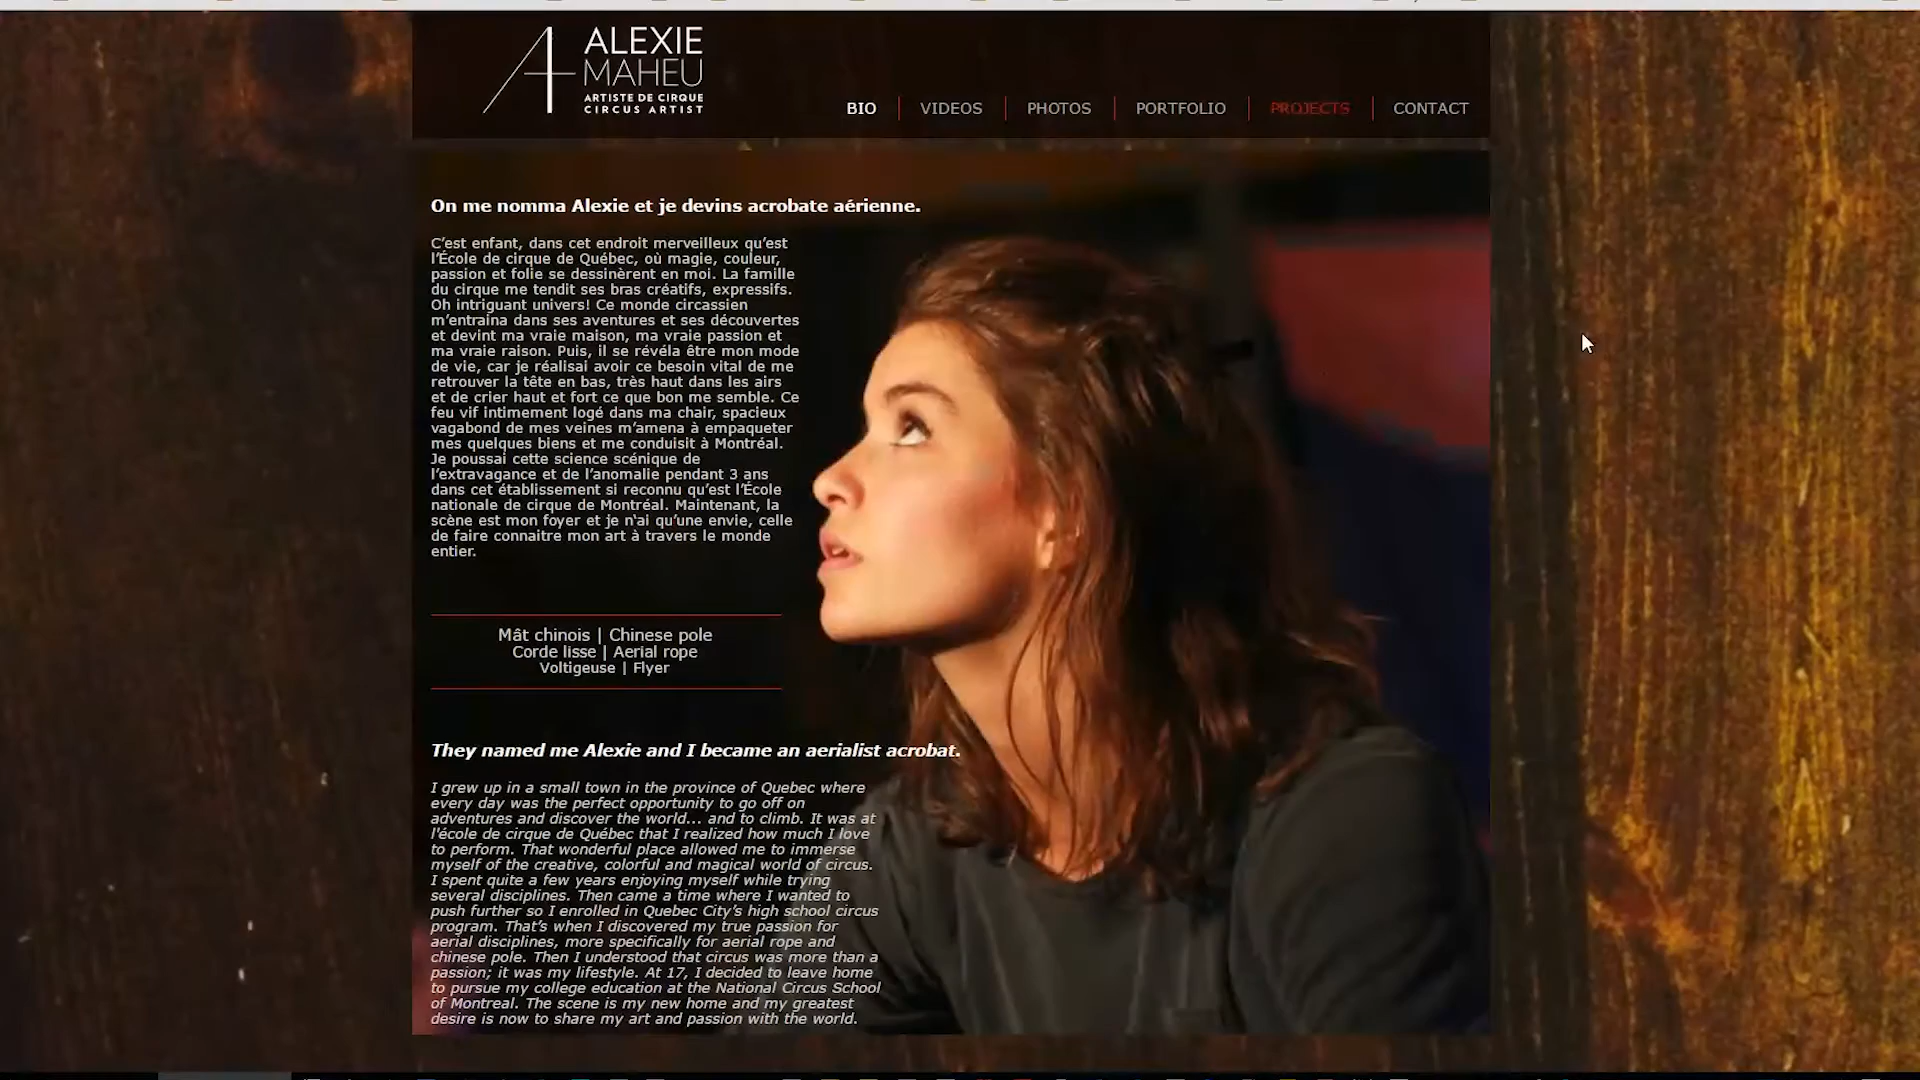 ALEXIE
MAHEU
ARTISTE DE CIRQUE
CIRCUS ARTIST
BIO
VIDEOS
PHOTOS
PORTFOLIO
PROJECTS
CONTACT
On me nomma Alexie et je devins acrobate aérienne.
C’est enfant, dans cet endroit merveilleux qu’est
l’École de cirque de Québec, où magie, couleur,
passion et folie se dessinèrent en moi. La famille
du cirque me tendit ses bras créatifs, expressifs.
Oh intriguant univers! Ce monde circassien
m’entraina dans ses aventures et ses découvertes
et devint ma vraie maison, ma vraie passion et
ma vraie raison. Puis, il se révéla être mon mode
de vie, car je réalisai avoir ce besoin vital de me
retrouver la tête en bas, très haut dans les airs
et de crier haut et fort ce que bon me semble. Ce
feu vif intimement logé dans ma chair, spacieux
vagabond de mes veines m’amena à empaqueter
mes quelques biens et me conduisit à Montréal.
Je poussai cette science scénique de
l’extravagance et de l’anomalie pendant 3 ans
dans cet établissement si reconnu qu’est l’École
nationale de cirque de Montréal. Maintenant, la
scène est mon foyer et je n‘ai qu’une envie, celle
de faire connaitre mon art à travers le monde
entier.
Mât chinois | Chinese pole
Corde lisse | Aerial rope
Voltigeuse | Flyer
They named me Alexie and I became an aerialist acrobat.
I grew up in a small town in the province of Quebec where
every day was the perfect opportunity to go off on
adventures and discover the world... and to climb. It was at
l'école de cirque de Québec that I realized how much I love
to perform. That wonderful place allowed me to immerse
myself of the creative, colorful and magical world of circus.
I spent quite a few years enjoying myself while trying
several disciplines. Then came a time where I wanted to
push further so I enrolled in Quebec City’s high school circus
program. That’s when I discovered my true passion for
aerial disciplines, more specifically for aerial rope and
chinese pole. Then I understood that circus was more than a
passion; it was my lifestyle. At 17, I decided to leave home
to pursue my college education at the National Circus School
of Montreal. The scene is my new home and my greatest
desire is now to share my art and passion with the world.